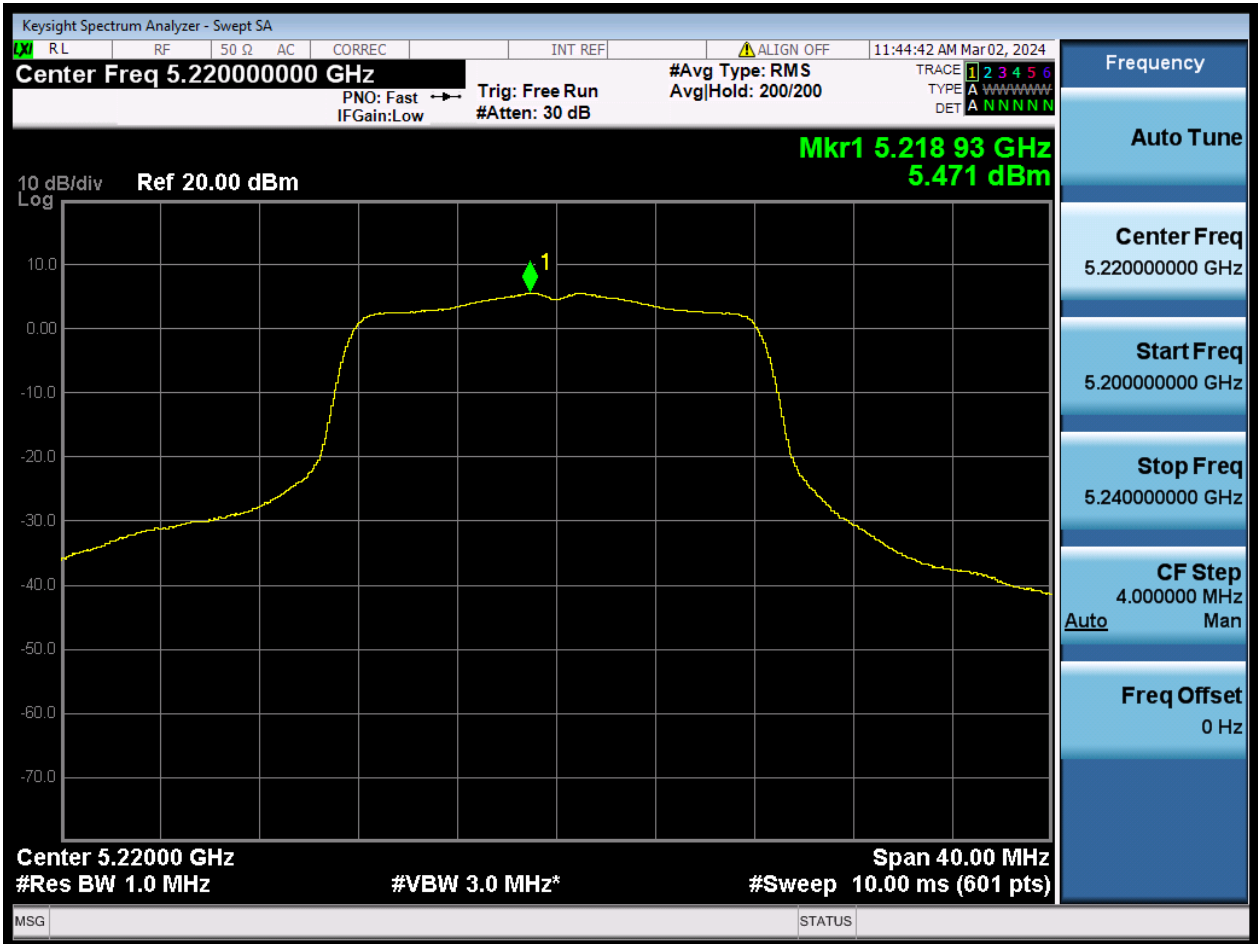 Keysight Spectrum Analyzer - Swept SA
LXI RL RF 50 Ω AC CORREC INT REF ALIGN OFF 11:44:42 AM Mar 02, 2024
Center Freq 5.220000000 GHz
PNO: Fast
IFGain:Low
Trig: Free Run
#Atten: 30 dB
#Avg Type: RMS
Avg|Hold: 200/200
TRACE 1 2 3 4 5 6
TYPE A WWWWW
DET A N N N N N
Mkr1 5.218 93 GHz
5.471 dBm
10 dB/div Ref 20.00 dBm
Log
1
10.0
0.00
-10.0
-20.0
-30.0
-40.0
-50.0
-60.0
-70.0
Center 5.22000 GHz Span 40.00 MHz
#Res BW 1.0 MHz #VBW 3.0 MHz* #Sweep 10.00 ms (601 pts)
MSG STATUS
Frequency
Auto Tune
Center Freq
5.220000000 GHz
Start Freq
5.200000000 GHz
Stop Freq
5.240000000 GHz
CF Step
4.000000 MHz
Auto Man
Freq Offset
0 Hz